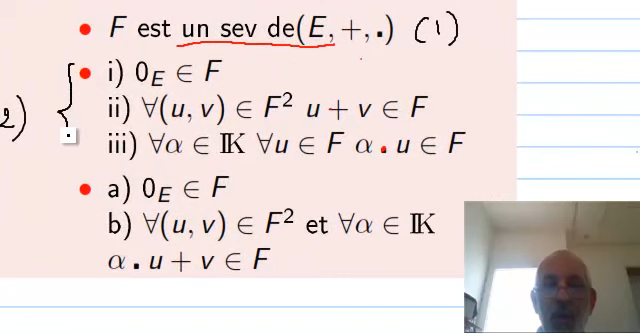 • F est un sev de(E, +, .) (1)
• i) 0_E ∈ F
ii) ∀(u, v) ∈ F² u + v ∈ F
2) iii) ∀α ∈ 𝕂 ∀u ∈ F α . u ∈ F
• a) 0_E ∈ F
b) ∀(u, v) ∈ F² et ∀α ∈ 𝕂
α . u + v ∈ F